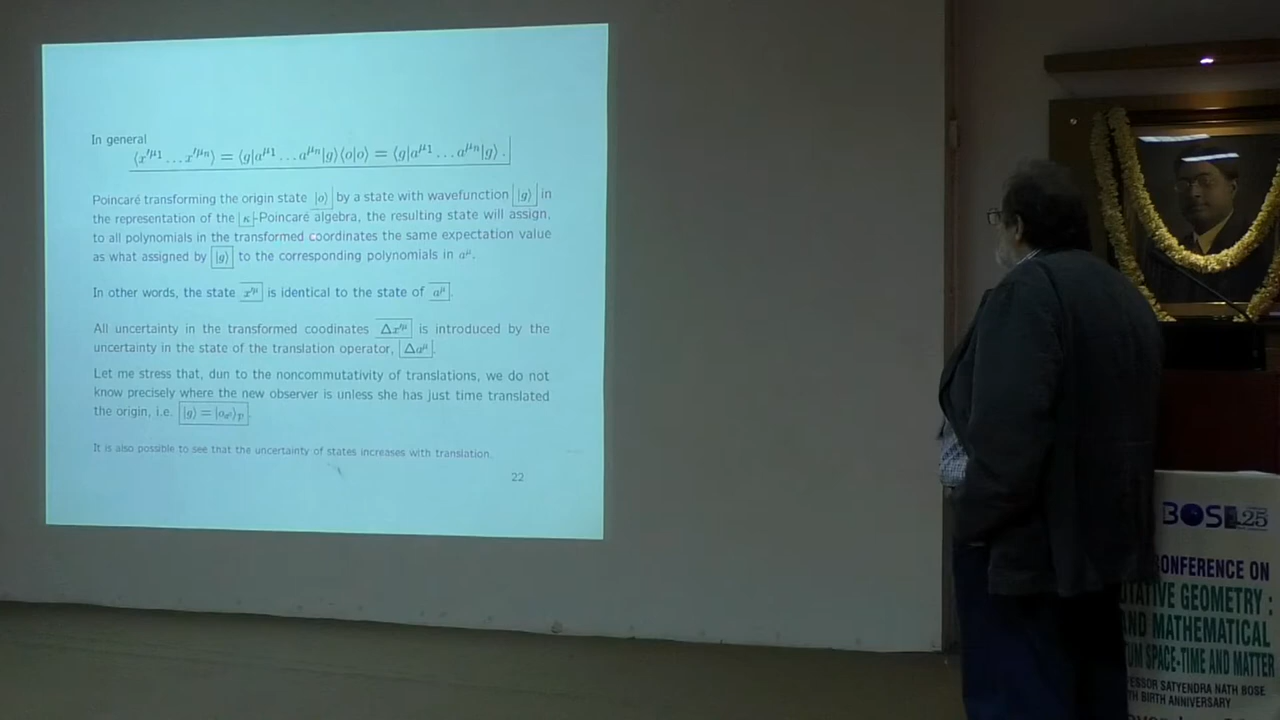 In general
⟨x'^{μ1} … x'^{μn}⟩ = ⟨g|a^{μ1} … a^{μn}|g⟩⟨o|o⟩ = ⟨g|a^{μ1} … a^{μn}|g⟩ .
Poincaré transforming the origin state |o⟩ by a state with wavefunction |g⟩ in
the representation of the κ-Poincaré algebra, the resulting state will assign,
to all polynomials in the transformed coordinates the same expectation value
as what assigned by |g⟩ to the corresponding polynomials in a^μ.
In other words, the state x'^μ is identical to the state of a^μ.
All uncertainty in the transformed coodinates Δx'^μ is introduced by the
uncertainty in the state of the translation operator, Δa^μ.
Let me stress that, dun to the noncommutativity of translations, we do not
know precisely where the new observer is unless she has just time translated
the origin, i.e.
It is also possible to see that the uncertainty of states increases with translation.
22
BOSE 125
CONFERENCE ON
GEOMETRY :
AND MATHEMATICAL
SPACE-TIME AND MATTER
SATYENDRA NATH BOSE
BIRTH ANNIVERSARY